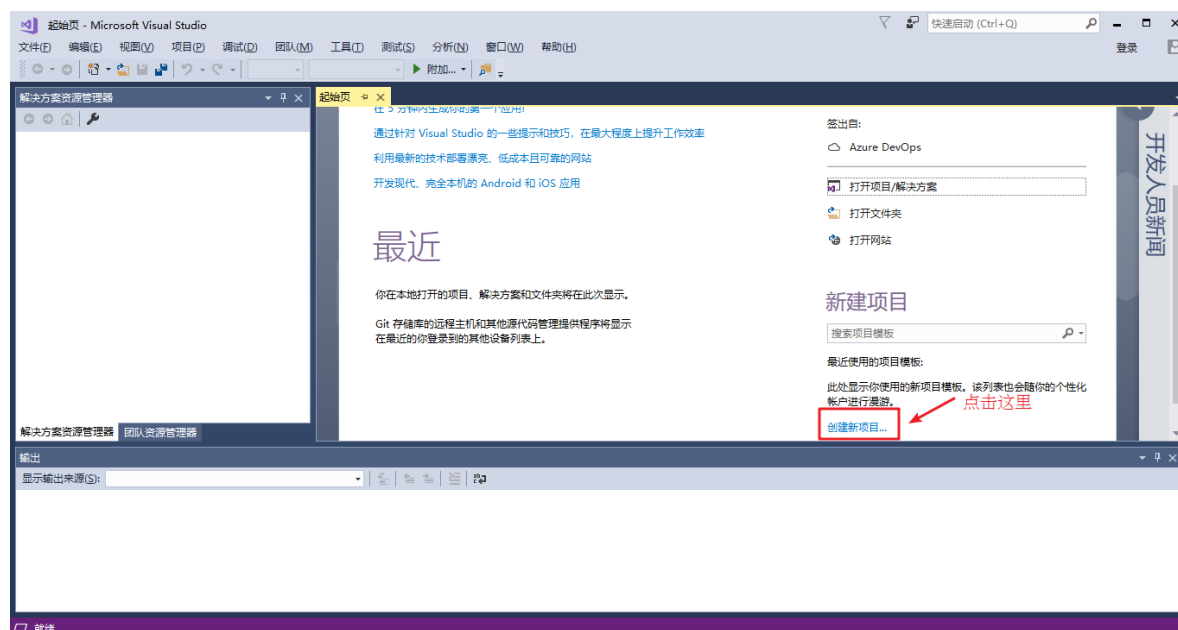 起始页 - Microsoft Visual Studio
快速启动 (Ctrl+Q)
文件(F) 编辑(E) 视图(V) 项目(P) 调试(D) 团队(M) 工具(T) 测试(S) 分析(N) 窗口(W) 帮助(H)
登录
附加...
解决方案资源管理器
起始页
在 5 分钟内生成你的第一个应用!
通过针对 Visual Studio 的一些提示和技巧，在最大程度上提升工作效率
利用最新的技术部署漂亮、低成本且可靠的网站
开发现代、完全本机的 Android 和 iOS 应用
最近
你在本地打开的项目、解决方案和文件夹将在此次显示。
Git 存储库的远程主机和其他源代码管理提供程序将显示
在最近的你登录到的其他设备列表上。
签出自:
Azure DevOps
打开项目/解决方案
打开文件夹
打开网站
新建项目
搜索项目模板
最近使用的项目模板:
此处显示你使用的新项目模板。该列表也会随你的个性化
帐户进行漫游。
点击这里
创建新项目...
开发人员新闻
解决方案资源管理器 团队资源管理器
输出
显示输出来源(S):
就绪